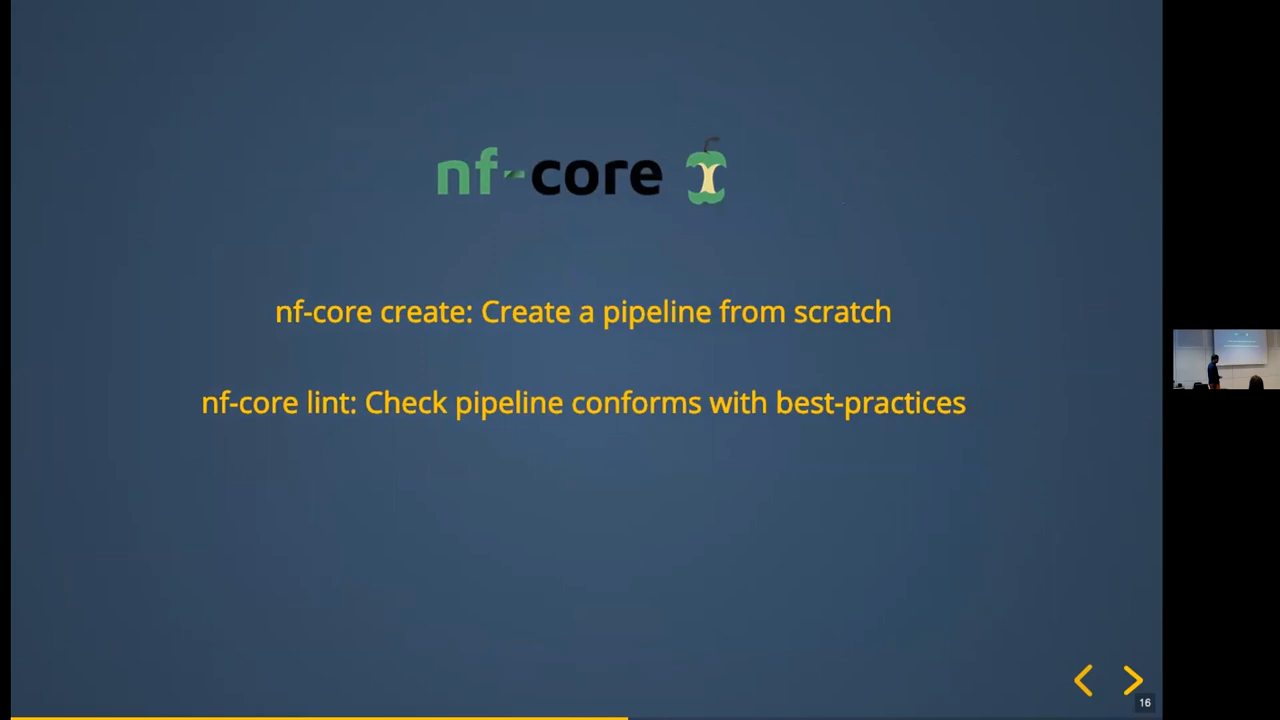 nf-core
nf-core create: Create a pipeline from scratch
nf-core lint: Check pipeline conforms with best-practices
16